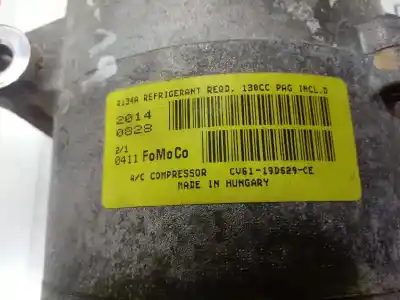 R134A REFRIGERANT REQD. 130CC PAG INCL.D
2014
0828
2/1
0411 FoMoCo
A/C COMPRESSOR CV61-19D629-CE
MADE IN HUNGARY